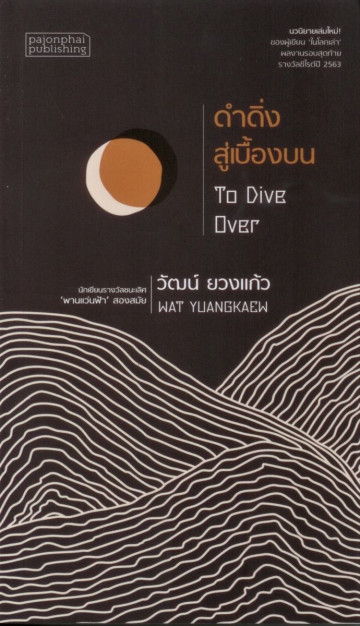 pajonphai
publishing
นวนิยายเล่มใหม่!
ของผู้เขียน 'ในโลกเล่า'
ผลงานรอบสุดท้าย
รางวัลซีไรต์ปี 2563
ดำดิ่ง
สู่เบื้องบน
To Dive
Over
นักเขียนรางวัลชนะเลิศ
'พานแว่นฟ้า' สองสมัย
วัฒน์ ยวงแก้ว
WAT YUANGKAEW